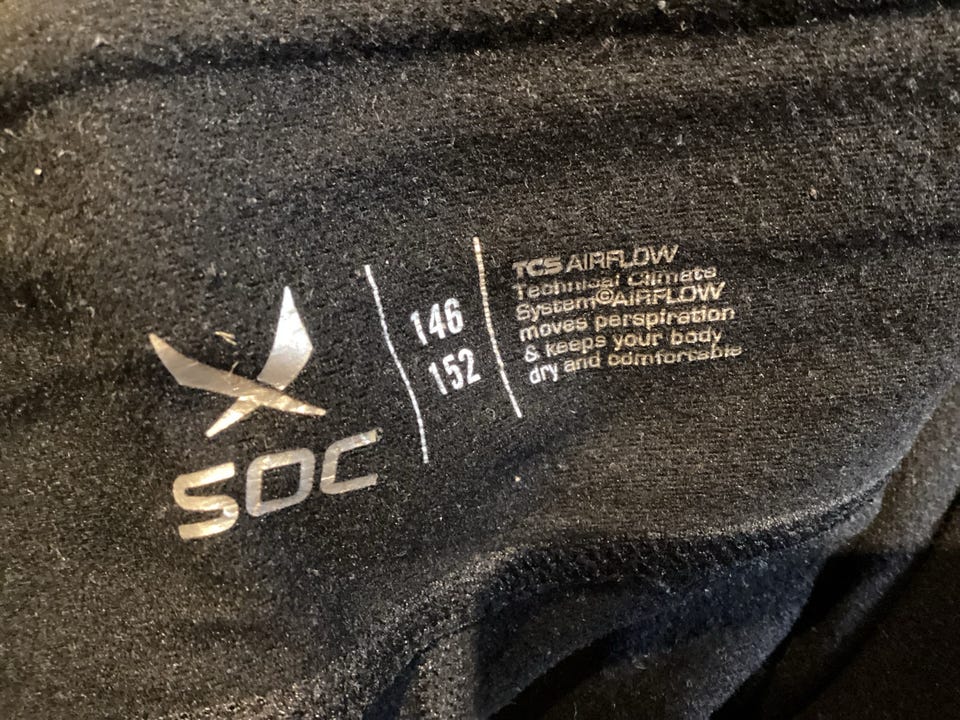 SOC
146
152
TCS AIRFLOW
Technical Climate
System©AIRFLOW
moves perspiration
& keeps your body
dry and comfortable